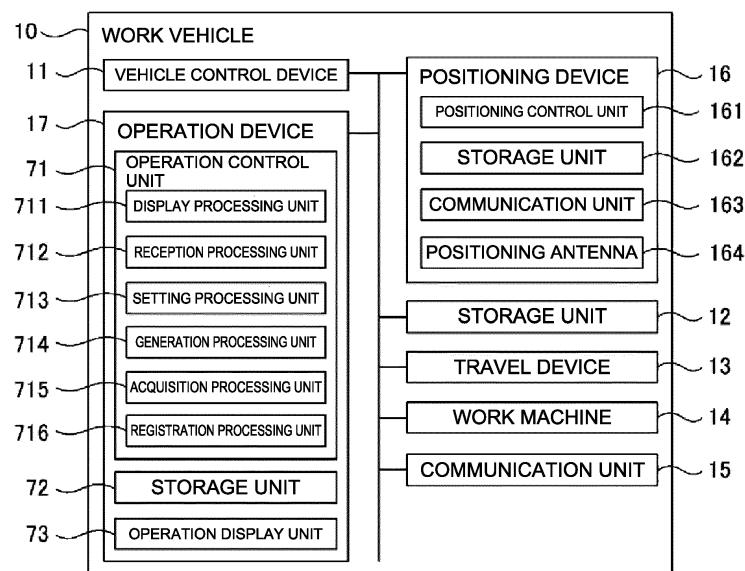 10
WORK VEHICLE
11
VEHICLE CONTROL DEVICE
17
OPERATION DEVICE
71
OPERATION CONTROL
UNIT
711
DISPLAY PROCESSING UNIT
712
RECEPTION PROCESSING UNIT
713
SETTING PROCESSING UNIT
714
GENERATION PROCESSING UNIT
715
ACQUISITION PROCESSING UNIT
716
REGISTRATION PROCESSING UNIT
72
STORAGE UNIT
73
OPERATION DISPLAY UNIT
POSITIONING DEVICE
16
POSITIONING CONTROL UNIT
161
STORAGE UNIT
162
COMMUNICATION UNIT
163
POSITIONING ANTENNA
164
STORAGE UNIT
12
TRAVEL DEVICE
13
WORK MACHINE
14
COMMUNICATION UNIT
15